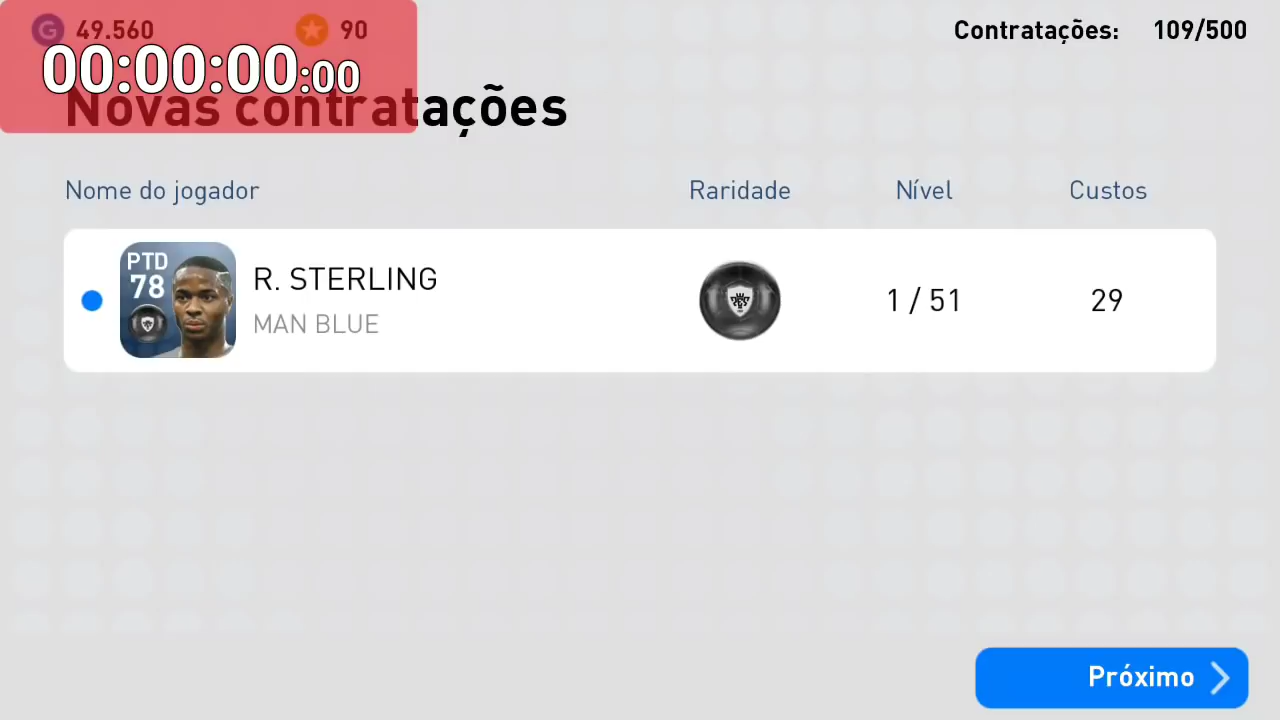 G 49.560 90 Contratações: 109/500
00:00:00:00
Novas contratações
Nome do jogador Raridade Nível Custos
PTD
78
R. STERLING
MAN BLUE
1 / 51 29
Próximo